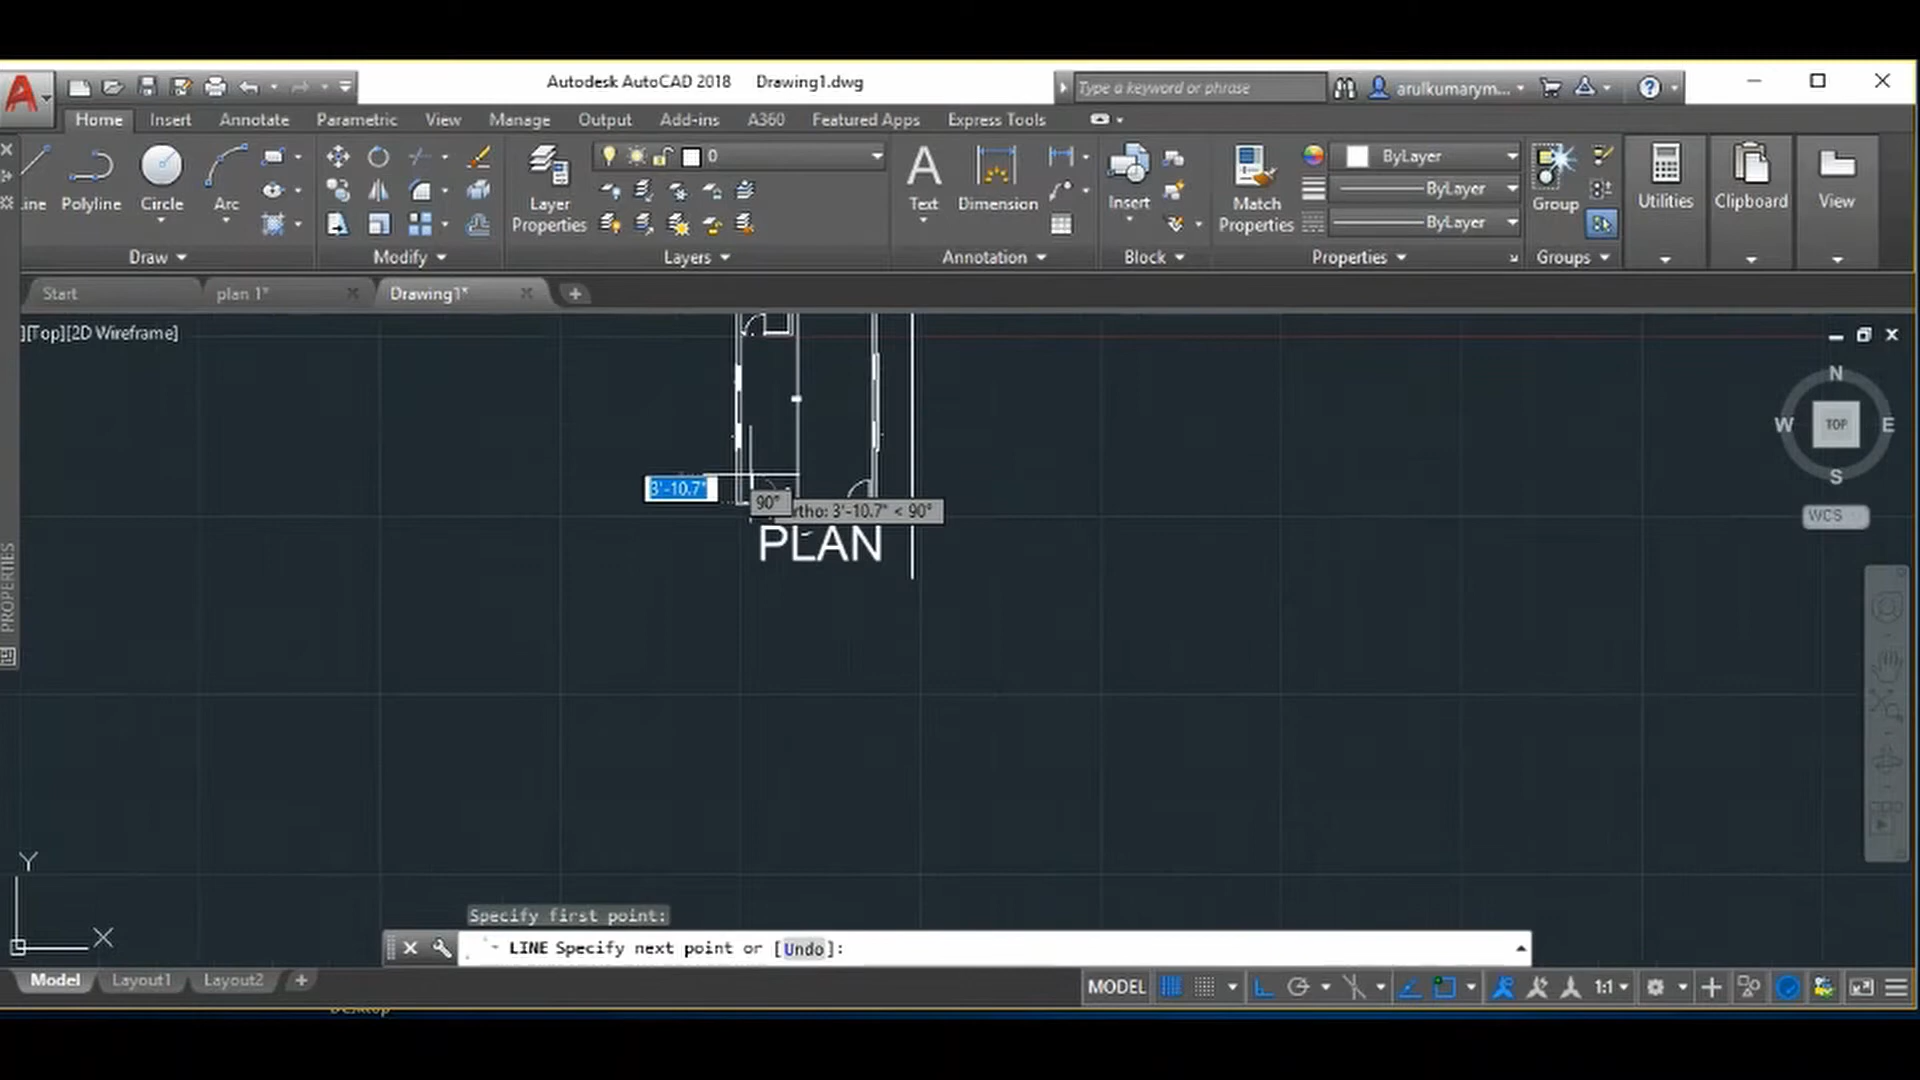 Autodesk AutoCAD 2018 Drawing1.dwg
Type a keyword or phrase
arulkumarym...
Home Insert Annotate Parametric View Manage Output Add-ins A360 Featured Apps Express Tools
ine Polyline Circle Arc
Layer Properties
0
Text Dimension
Insert
Match Properties
ByLayer
ByLayer
ByLayer
Group
Utilities Clipboard View
Draw Modify Layers Annotation Block Properties Groups
Start plan 1* Drawing1*
][Top][2D Wireframe]
N
W TOP E
S
WCS
3'-10.7"
90°
rtho: 3'-10.7" < 90°
PLAN
PROPERTIES
Y
X
Specify first point:
LINE Specify next point or [Undo]:
Model Layout1 Layout2 +
MODEL 1:1
Desktop